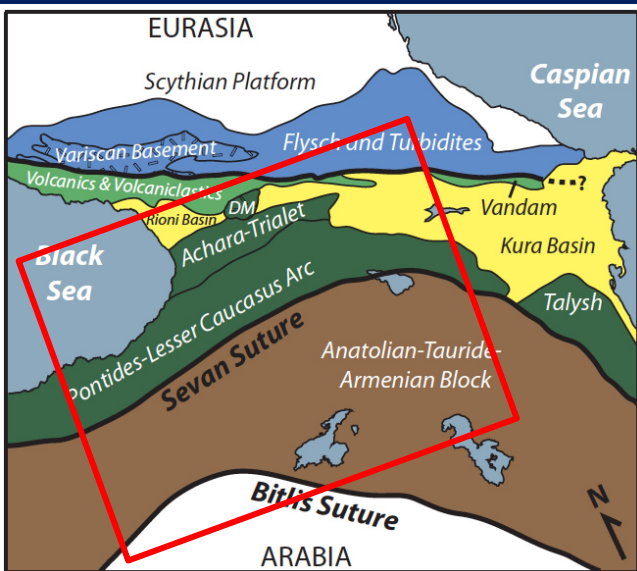 EURASIA
Scythian Platform
Caspian
Sea
Variscan Basement
Flysch and Turbidites
Volcanics & Volcaniclastics
?
Vandam
DM
Rioni Basin
Kura Basin
Achara-Trialet
Black
Sea
Talysh
Pontides-Lesser Caucasus Arc
Sevan Suture
Anatolian-Tauride-
Armenian Block
Bitlis Suture
N
ARABIA